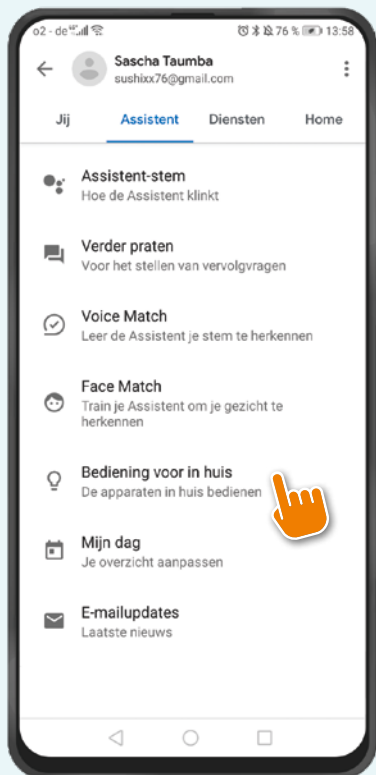 o2 - de 76 % 13:58
Sascha Taumba
sushixx76@gmail.com
Jij Assistent Diensten Home
Assistent-stem
Hoe de Assistent klinkt
Verder praten
Voor het stellen van vervolgvragen
Voice Match
Leer de Assistent je stem te herkennen
Face Match
Train je Assistent om je gezicht te
herkennen
Bediening voor in huis
De apparaten in huis bedienen
Mijn dag
Je overzicht aanpassen
E-mailupdates
Laatste nieuws